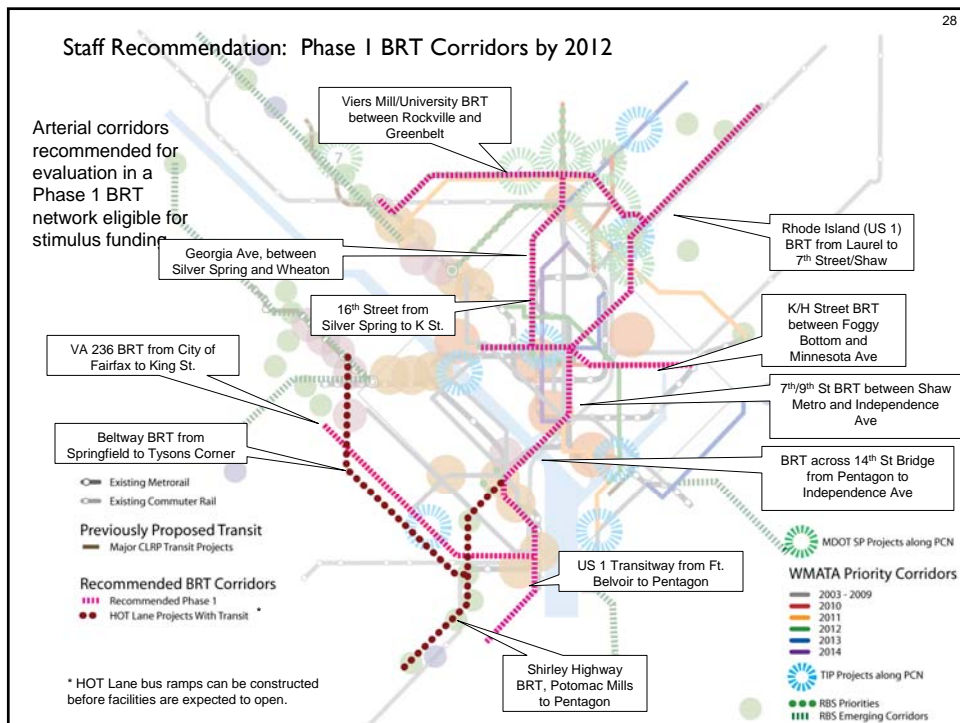 28
Staff Recommendation: Phase 1 BRT Corridors by 2012
Arterial corridors
recommended for
evaluation in a
Phase 1 BRT
network eligible for
stimulus funding
Viers Mill/University BRT
between Rockville and
Greenbelt
7
Georgia Ave, between
Silver Spring and Wheaton
Rhode Island (US 1)
BRT from Laurel to
7th Street/Shaw
16th Street from
Silver Spring to K St.
K/H Street BRT
between Foggy
Bottom and
Minnesota Ave
VA 236 BRT from City of
Fairfax to King St.
7th/9th St BRT between Shaw
Metro and Independence
Ave
Beltway BRT from
Springfield to Tysons Corner
BRT across 14th St Bridge
from Pentagon to
Independence Ave
Existing Metrorail
Existing Commuter Rail
Previously Proposed Transit
Major CLRP Transit Projects
Recommended BRT Corridors
Recommended Phase 1
HOT Lane Projects With Transit *
US 1 Transitway from Ft.
Belvoir to Pentagon
Shirley Highway
BRT, Potomac Mills
to Pentagon
MDOT SP Projects along PCN
WMATA Priority Corridors
2003 - 2009
2010
2011
2012
2013
2014
TIP Projects along PCN
RBS Priorities
RBS Emerging Corridors
* HOT Lane bus ramps can be constructed
before facilities are expected to open.